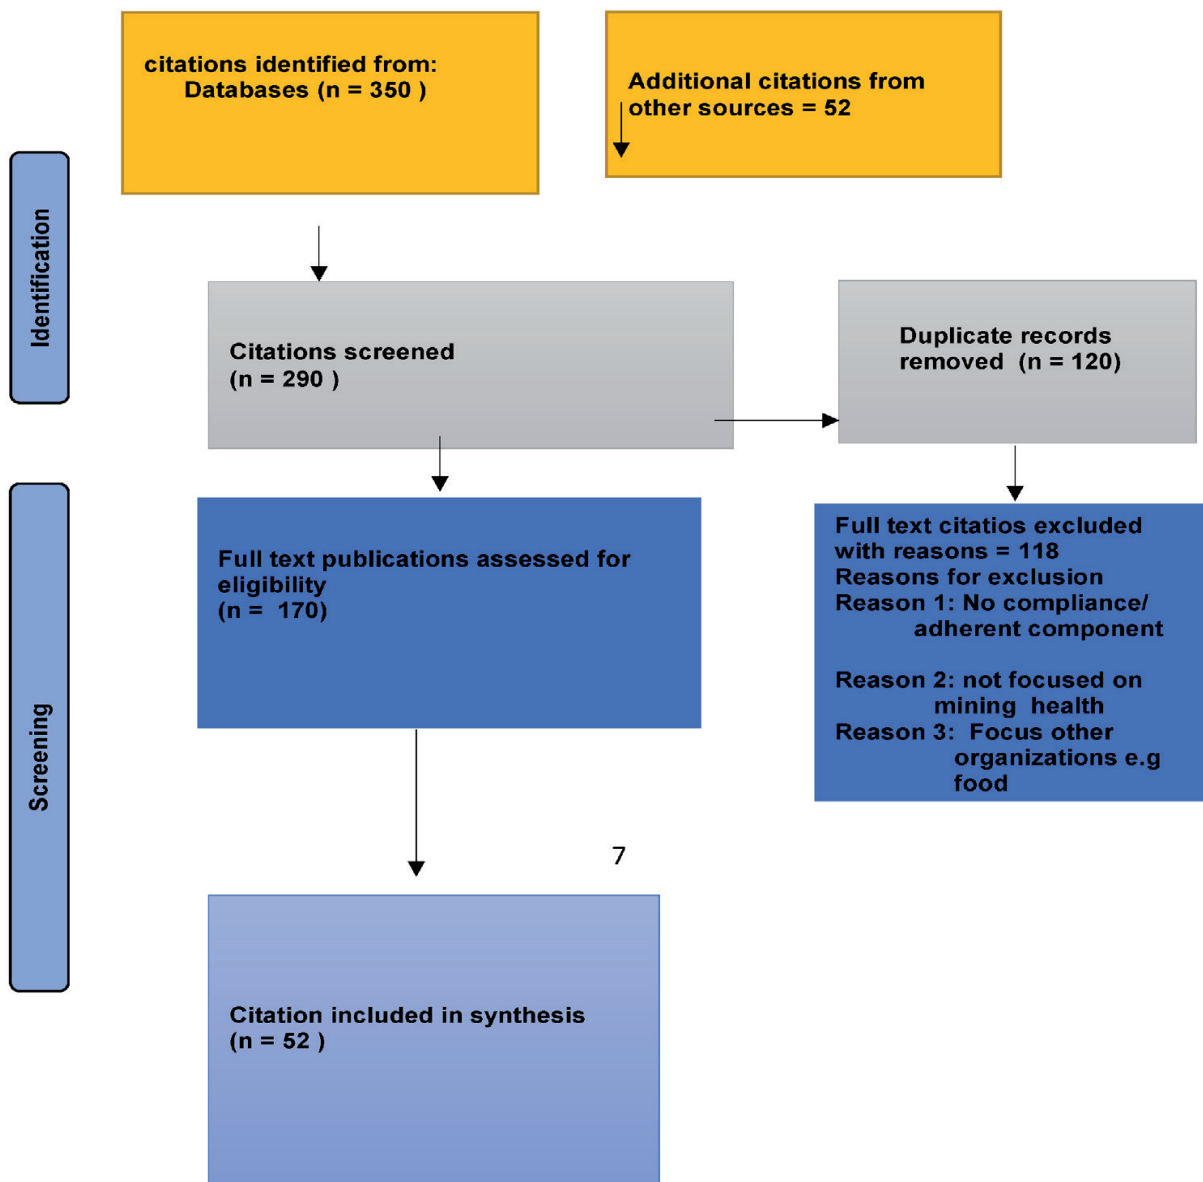 citations identified from:
Databases (n = 350 )
Additional citations from
other sources = 52
Identification
Citations screened
(n = 290 )
Duplicate records
removed (n = 120)
Screening
Full text publications assessed for
eligibility
(n = 170)
Full text citatios excluded
with reasons = 118
Reasons for exclusion
Reason 1: No compliance/
adherent component
Reason 2: not focused on
mining health
Reason 3: Focus other
organizations e.g
food
7
Citation included in synthesis
(n = 52 )